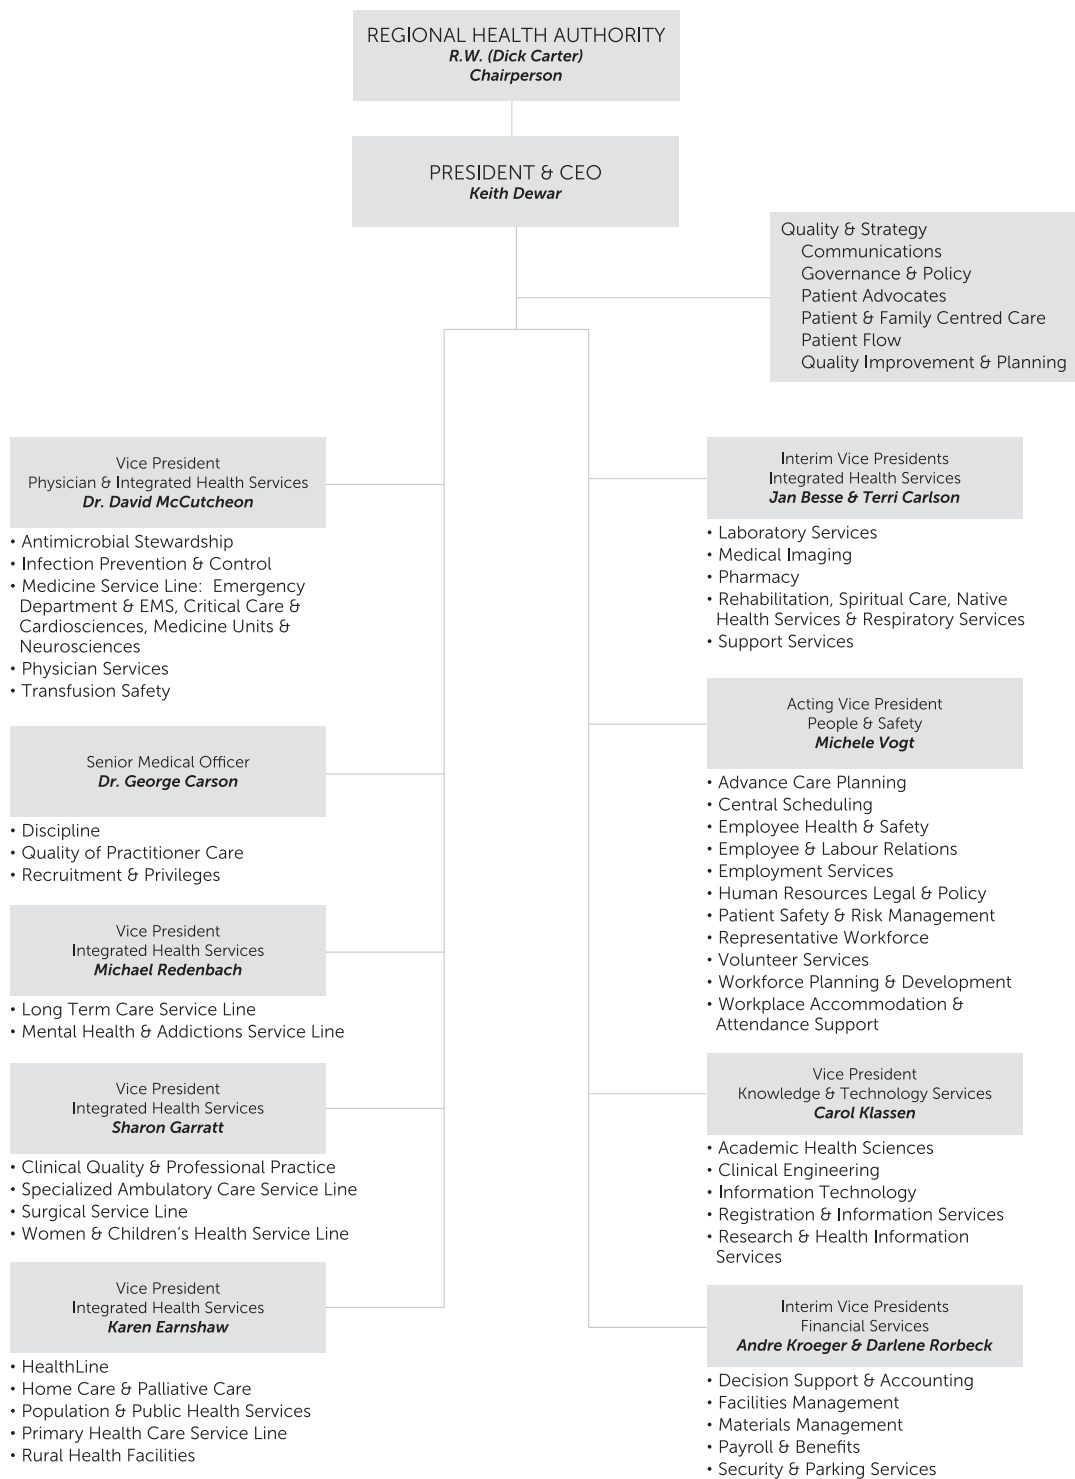 REGIONAL HEALTH AUTHORITY
R.W. (Dick Carter)
Chairperson
PRESIDENT & CEO
Keith Dewar
Quality & Strategy
Communications
Governance & Policy
Patient Advocates
Patient & Family Centred Care
Patient Flow
Quality Improvement & Planning
Vice President
Physician & Integrated Health Services
Dr. David McCutcheon
• Antimicrobial Stewardship
• Infection Prevention & Control
• Medicine Service Line: Emergency
Department & EMS, Critical Care &
Cardiosciences, Medicine Units &
Neurosciences
• Physician Services
• Transfusion Safety
Senior Medical Officer
Dr. George Carson
• Discipline
• Quality of Practitioner Care
• Recruitment & Privileges
Vice President
Integrated Health Services
Michael Redenbach
• Long Term Care Service Line
• Mental Health & Addictions Service Line
Vice President
Integrated Health Services
Sharon Garratt
• Clinical Quality & Professional Practice
• Specialized Ambulatory Care Service Line
• Surgical Service Line
• Women & Children's Health Service Line
Vice President
Integrated Health Services
Karen Earnshaw
• HealthLine
• Home Care & Palliative Care
• Population & Public Health Services
• Primary Health Care Service Line
• Rural Health Facilities
Interim Vice Presidents
Integrated Health Services
Jan Besse & Terri Carlson
• Laboratory Services
• Medical Imaging
• Pharmacy
• Rehabilitation, Spiritual Care, Native
Health Services & Respiratory Services
• Support Services
Acting Vice President
People & Safety
Michele Vogt
• Advance Care Planning
• Central Scheduling
• Employee Health & Safety
• Employee & Labour Relations
• Employment Services
• Human Resources Legal & Policy
• Patient Safety & Risk Management
• Representative Workforce
• Volunteer Services
• Workforce Planning & Development
• Workplace Accommodation &
Attendance Support
Vice President
Knowledge & Technology Services
Carol Klassen
• Academic Health Sciences
• Clinical Engineering
• Information Technology
• Registration & Information Services
• Research & Health Information
Services
Interim Vice Presidents
Financial Services
Andre Kroeger & Darlene Rorbeck
• Decision Support & Accounting
• Facilities Management
• Materials Management
• Payroll & Benefits
• Security & Parking Services